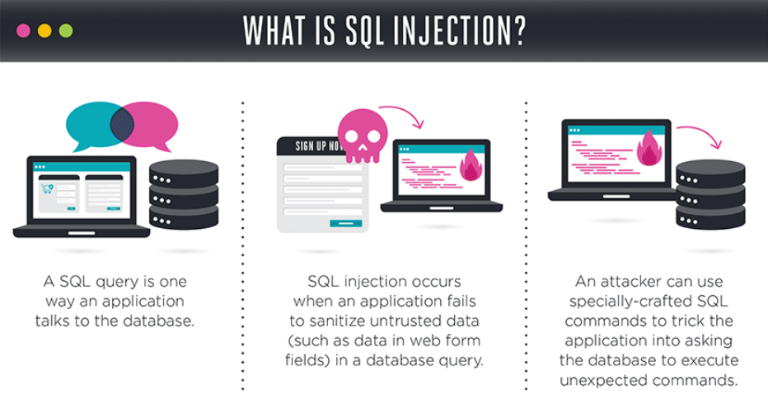 WHAT IS SQL INJECTION?
SIGN UP NOW
A SQL query is one
way an application
talks to the database.
SQL injection occurs
when an application fails
to sanitize untrusted data
(such as data in web form
fields) in a database query.
An attacker can use
specially-crafted SQL
commands to trick the
application into asking
the database to execute
unexpected commands.